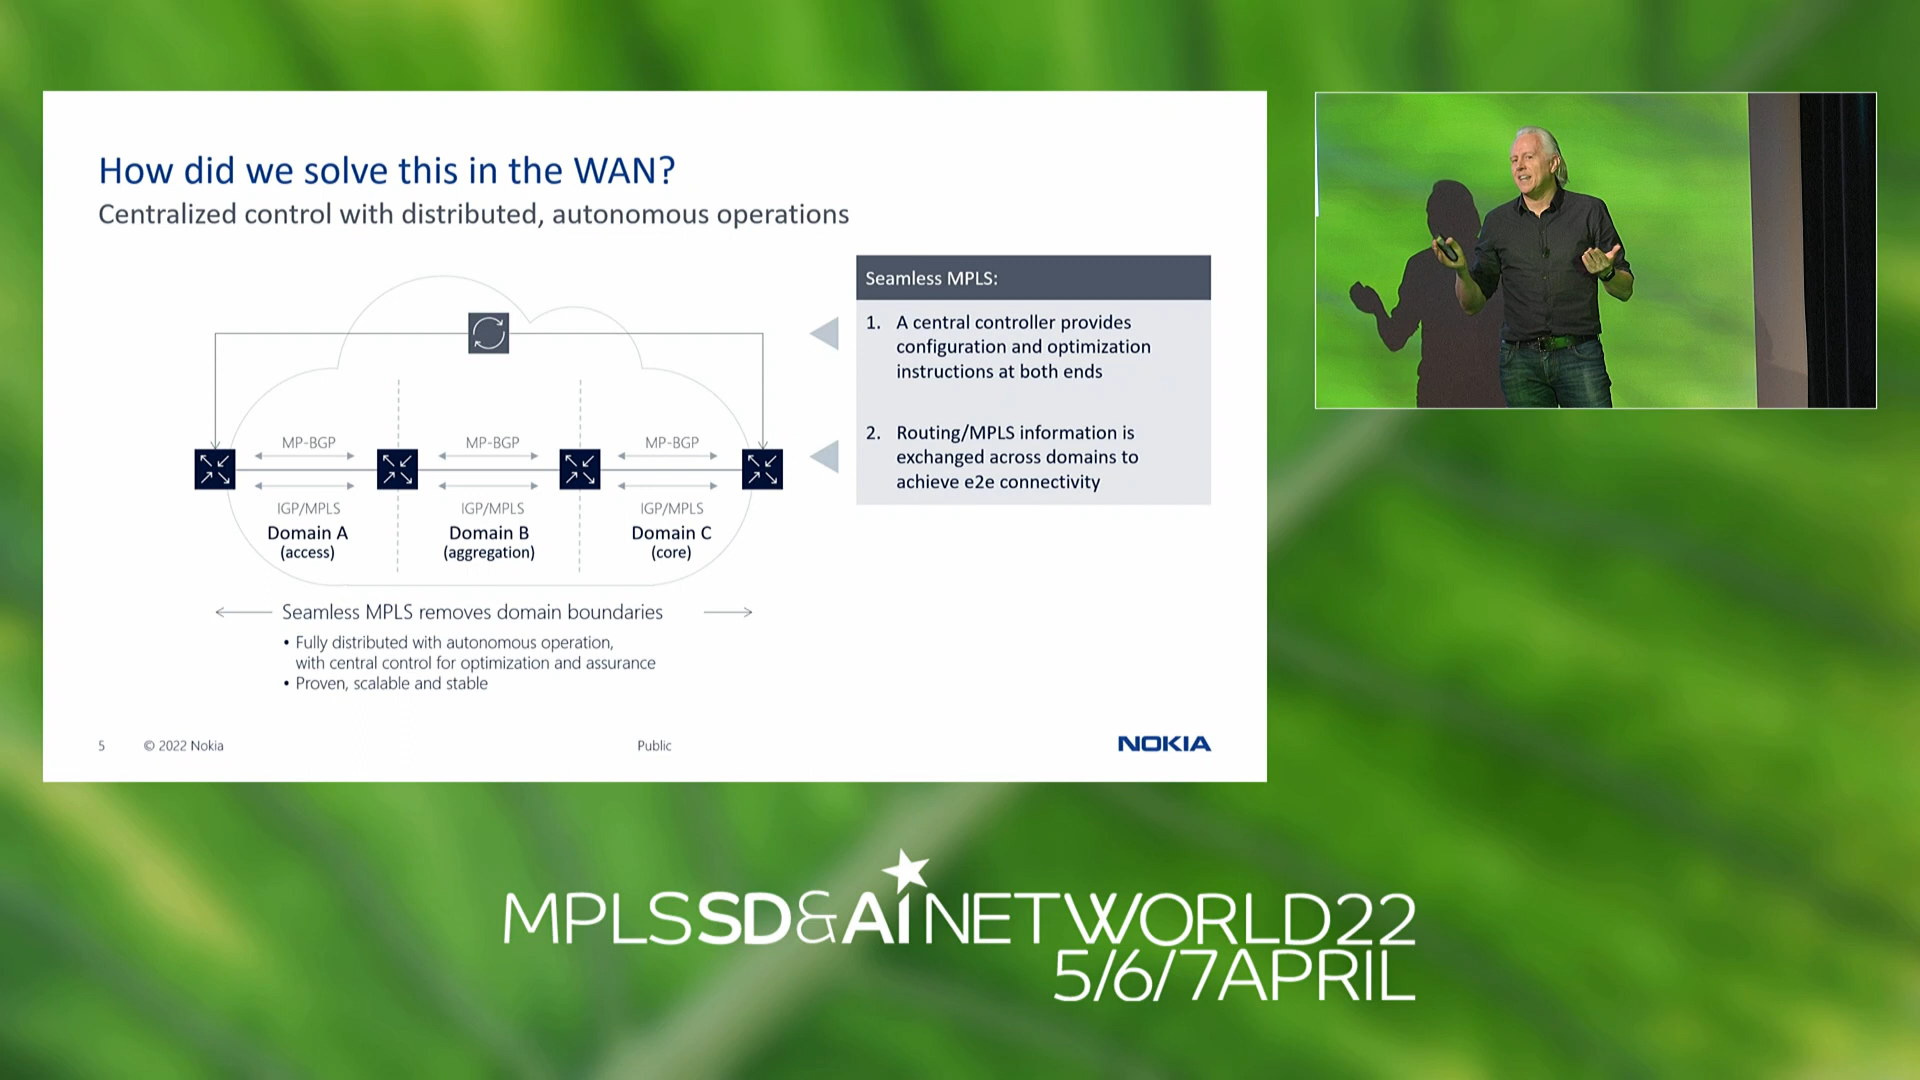 How did we solve this in the WAN?
Centralized control with distributed, autonomous operations
Seamless MPLS:
1. A central controller provides
configuration and optimization
instructions at both ends
2. Routing/MPLS information is
exchanged across domains to
achieve e2e connectivity
MP-BGP MP-BGP MP-BGP
IGP/MPLS IGP/MPLS IGP/MPLS
Domain A Domain B Domain C
(access) (aggregation) (core)
Seamless MPLS removes domain boundaries
• Fully distributed with autonomous operation,
with central control for optimization and assurance
• Proven, scalable and stable
5 © 2022 Nokia Public NOKIA
MPLSSD&AINETWORLD22
5/6/7APRIL